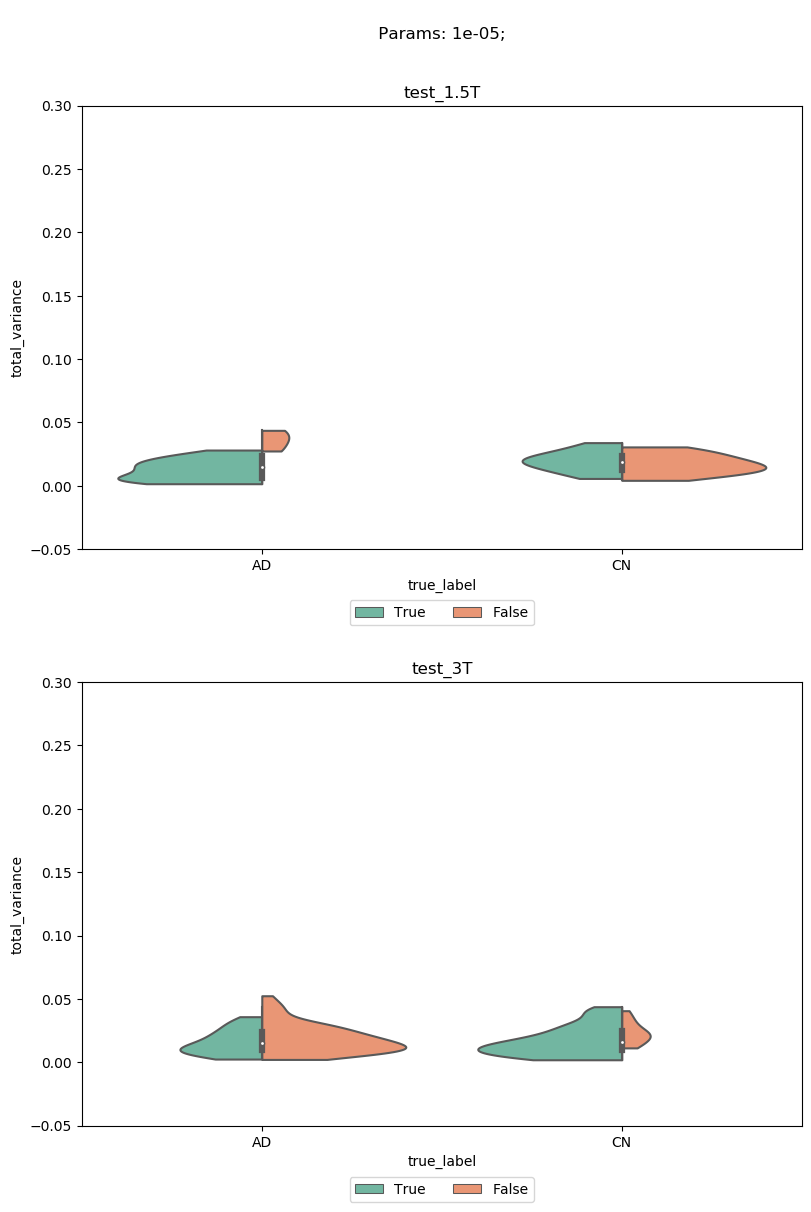 Params: 1e-05;
test_1.5T
0.30
0.25
0.20
0.15
0.10
0.05
0.00
−0.05
total_variance
AD CN
true_label
True False
test_3T
0.30
0.25
0.20
0.15
0.10
0.05
0.00
−0.05
total_variance
AD CN
true_label
True False